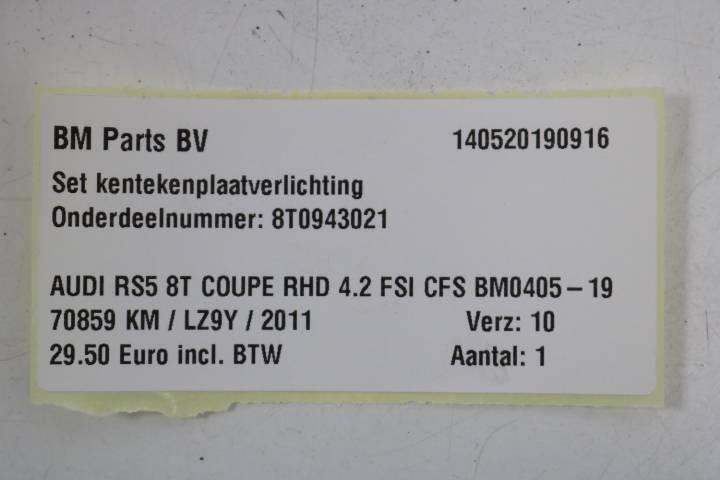 BM Parts BV 140520190916
Set kentekenplaatverlichting
Onderdeelnummer: 8T0943021
AUDI RS5 8T COUPE RHD 4.2 FSI CFS BM0405-19
70859 KM / LZ9Y / 2011 Verz: 10
29.50 Euro incl. BTW Aantal: 1